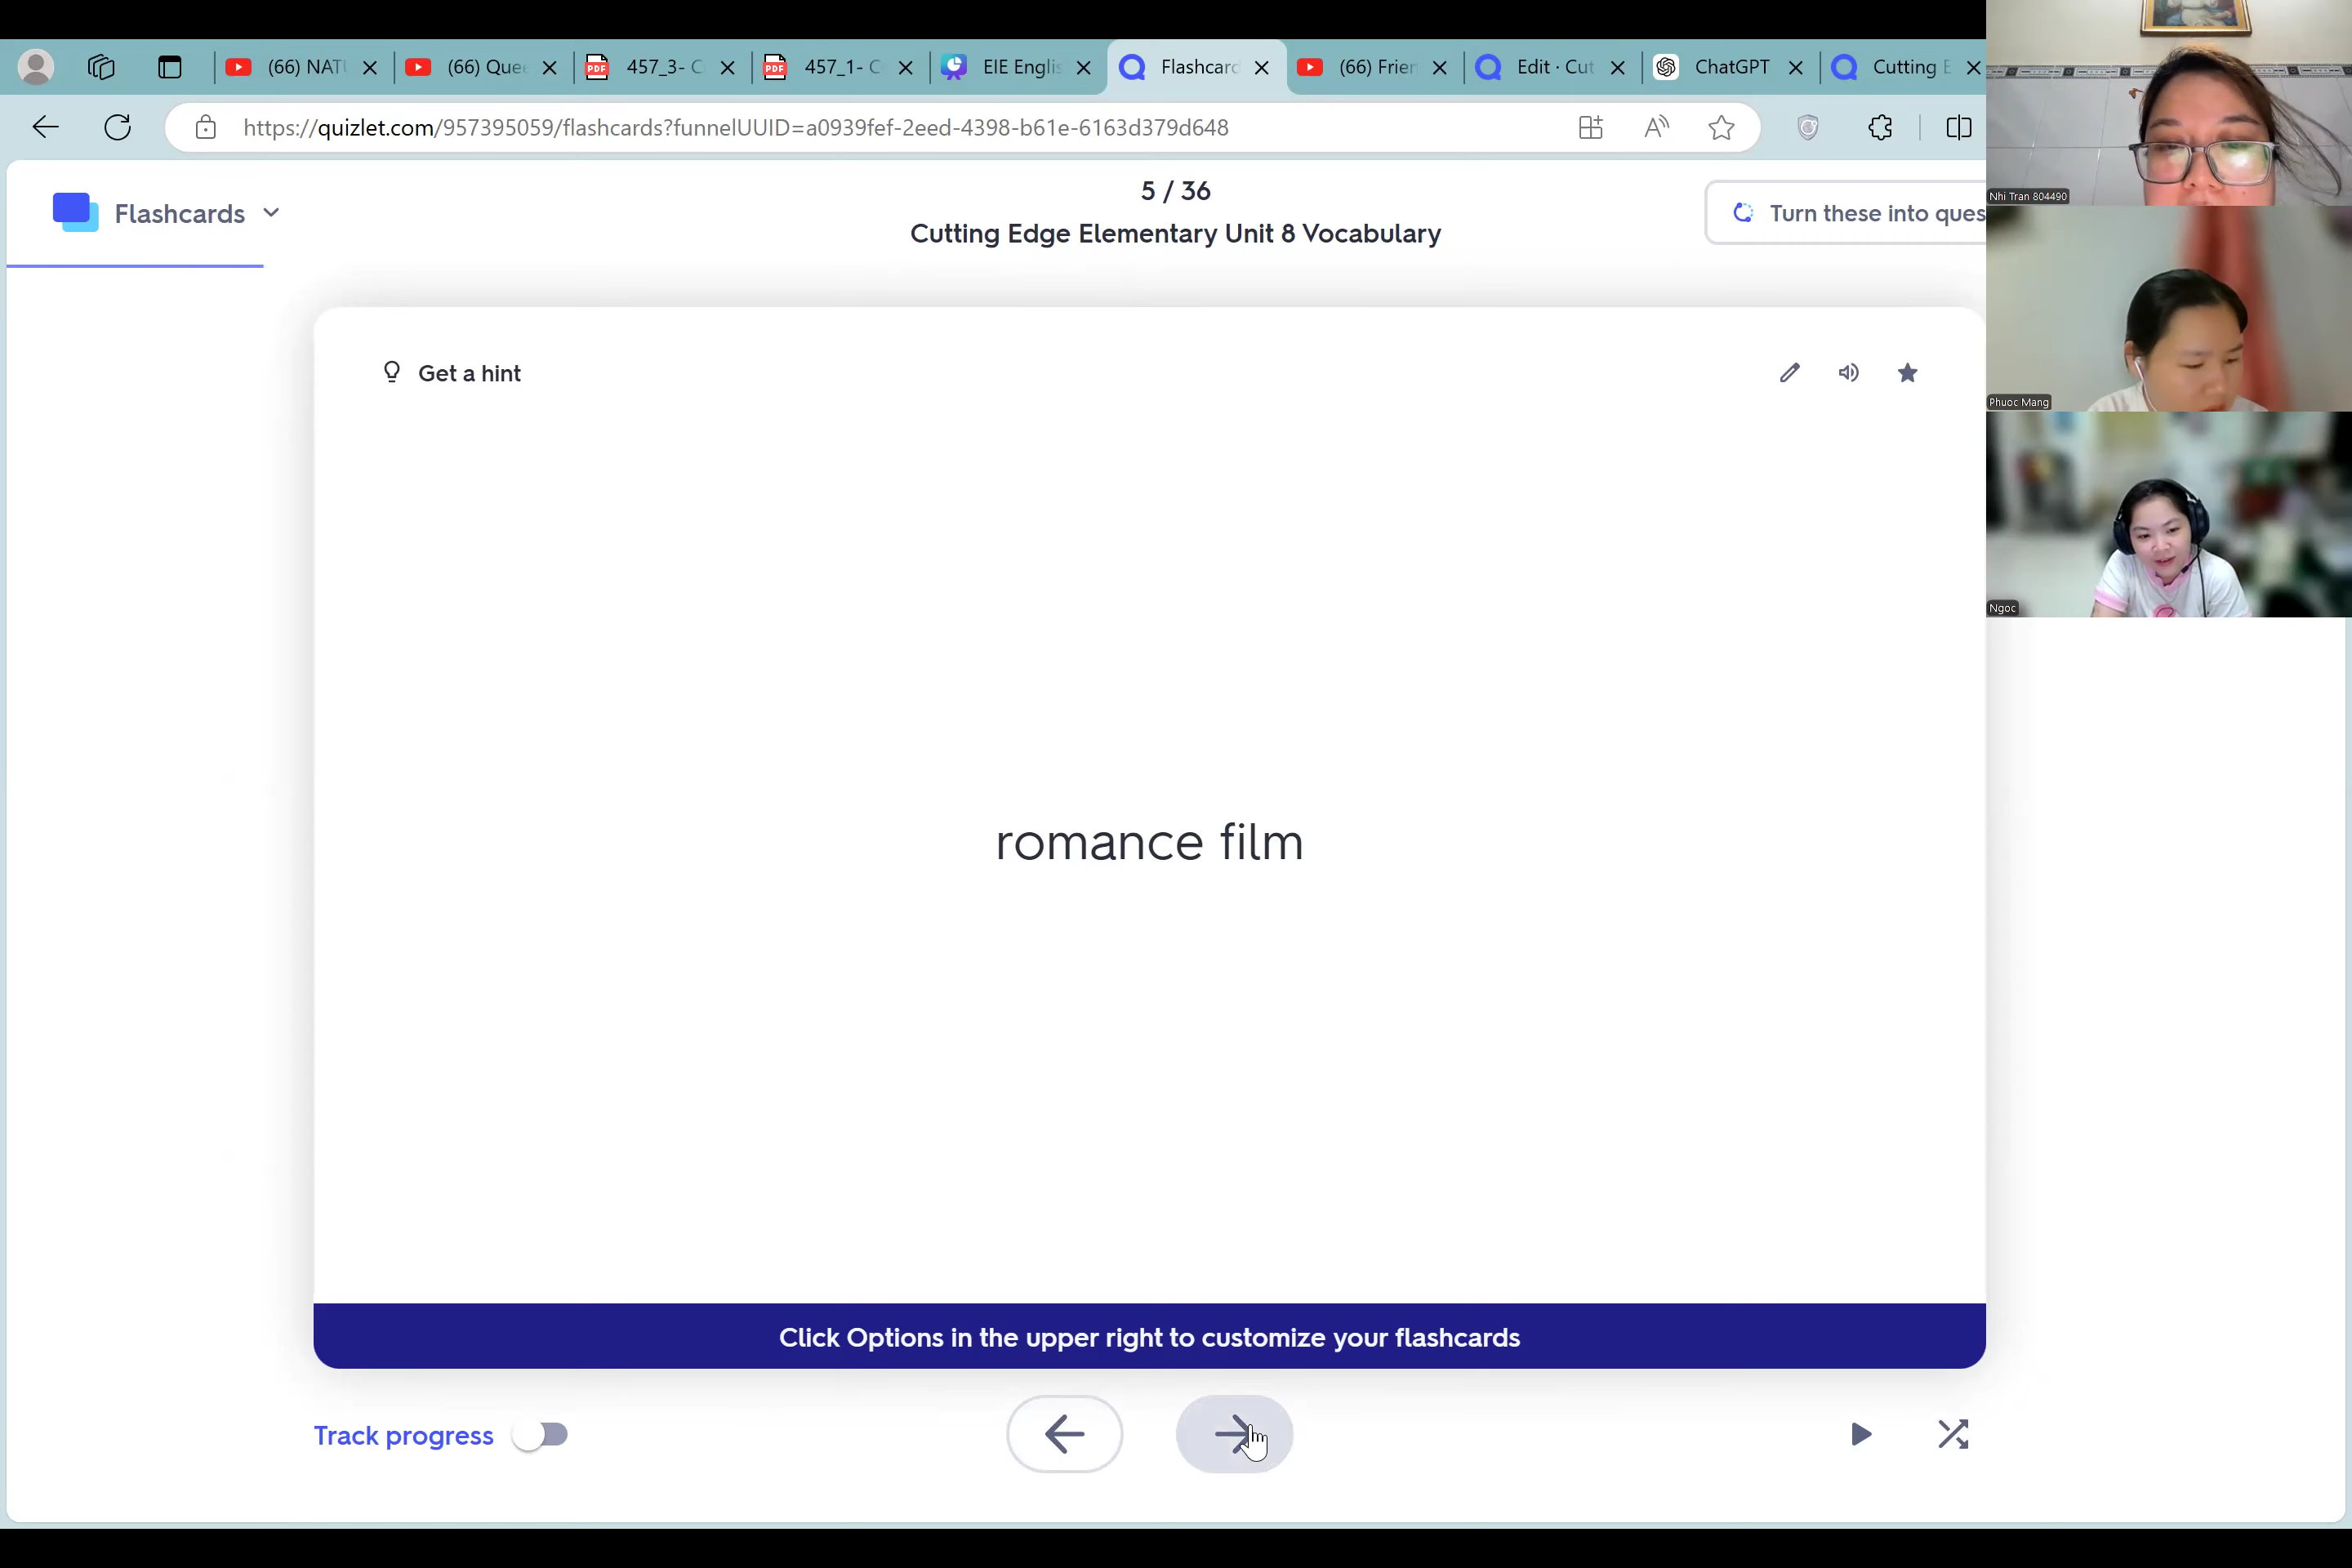 (66) NAT
(66) Que
457_3- C
457_1- C
EIE Englis
Flashcard
(66) Frien
Edit · Cut
ChatGPT
Cutting E
https://quizlet.com/957395059/flashcards?funnelUUID=a0939fef-2eed-4398-b61e-6163d379d648
Flashcards
5 / 36
Cutting Edge Elementary Unit 8 Vocabulary
Turn these into ques
Get a hint
romance film
Click Options in the upper right to customize your flashcards
Track progress
Nhi Tran 804490
Phuoc Mang
Ngoc